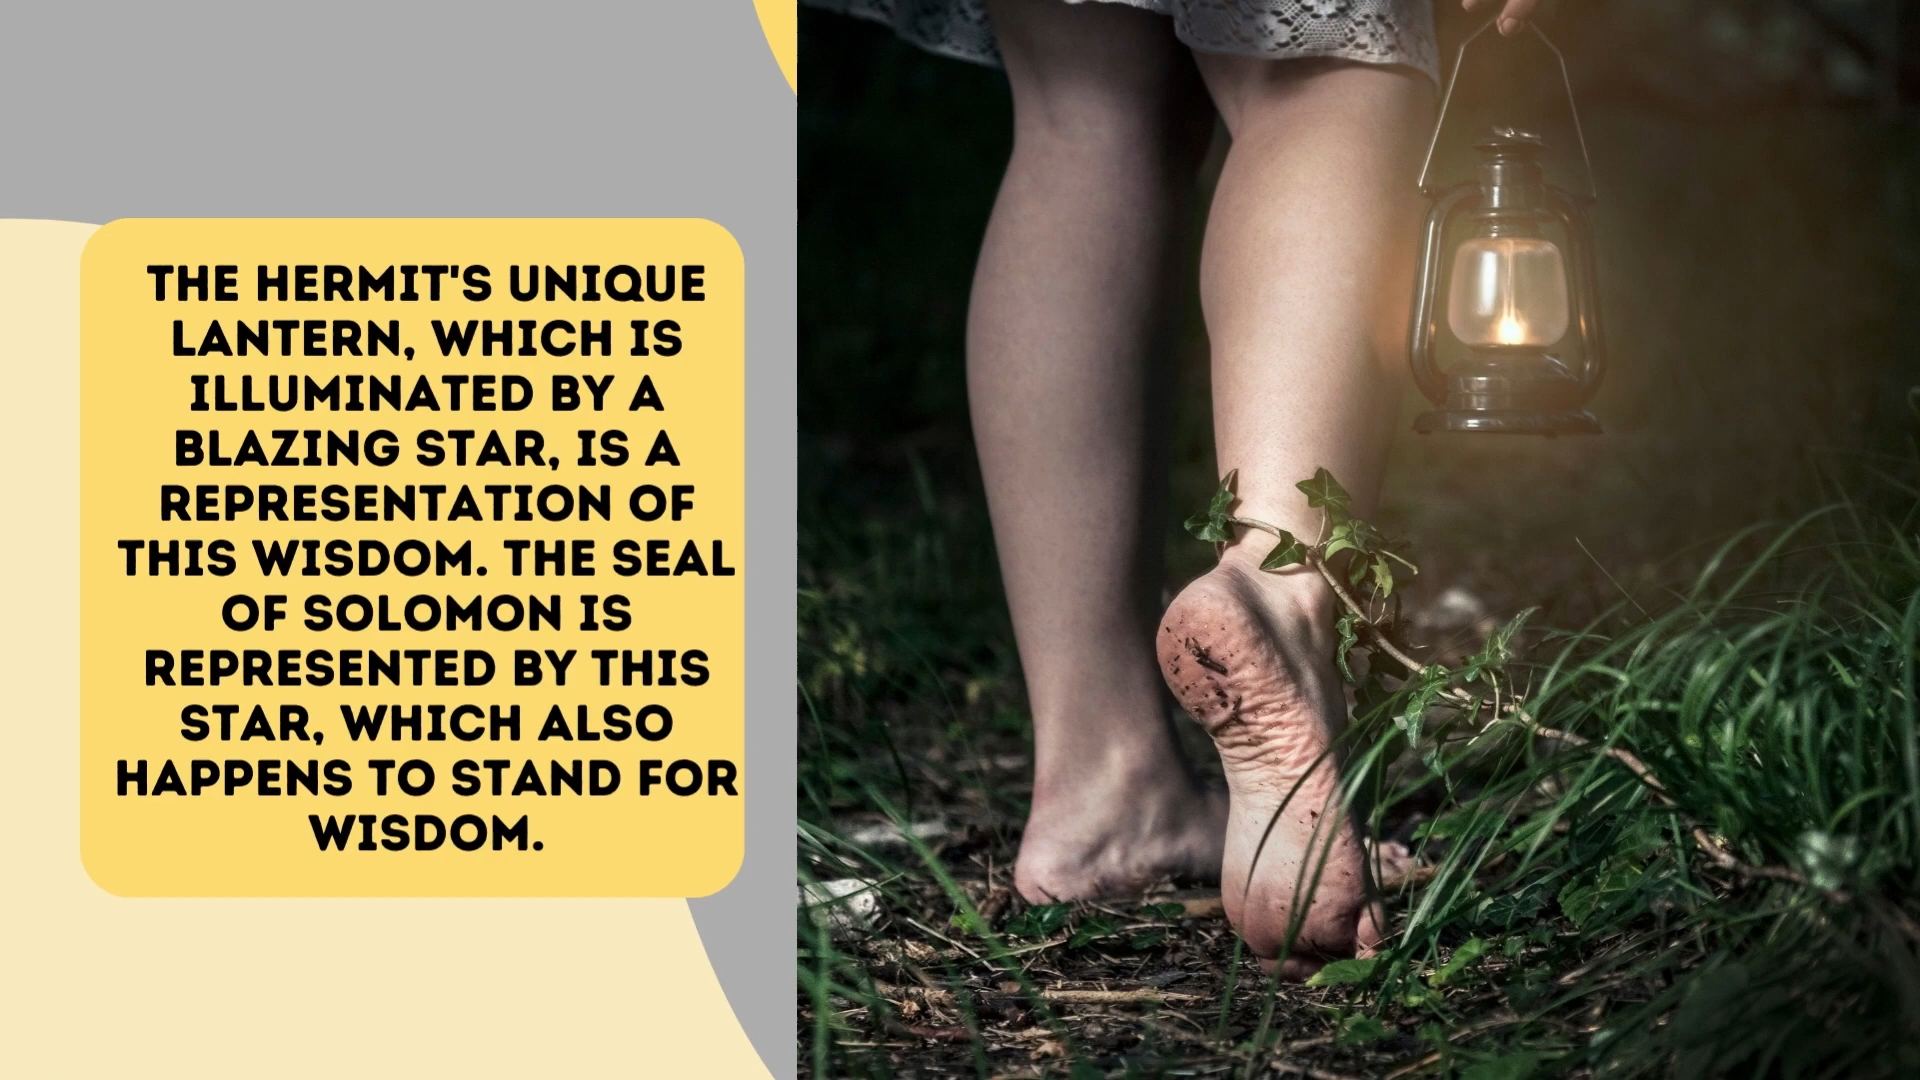 THE HERMIT'S UNIQUE
LANTERN, WHICH IS
ILLUMINATED BY A
BLAZING STAR, IS A
REPRESENTATION OF
THIS WISDOM. THE SEAL
OF SOLOMON IS
REPRESENTED BY THIS
STAR, WHICH ALSO
HAPPENS TO STAND FOR
WISDOM.